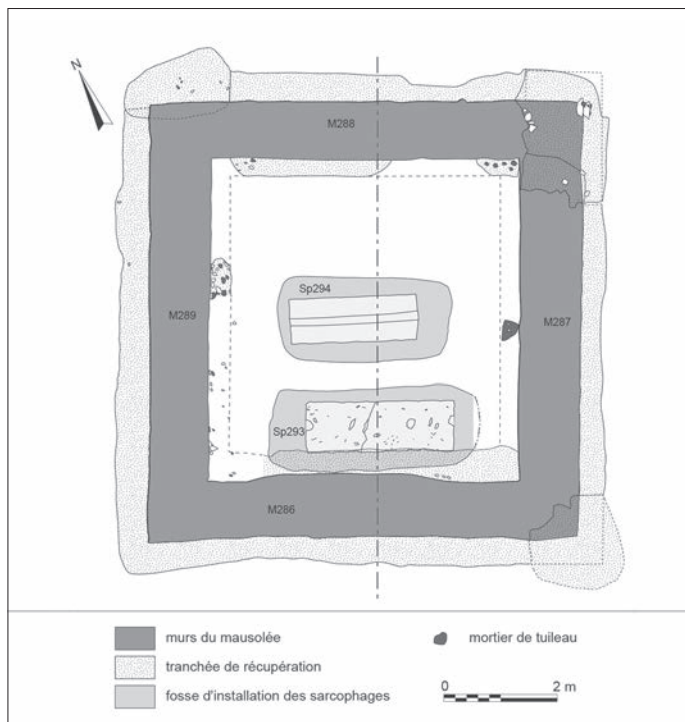 N
M288
Sp294
M289
M287
Sp293
M286
murs du mausolée
mortier de tuileau
tranchée de récupération
fosse d'installation des sarcophages
0 2 m